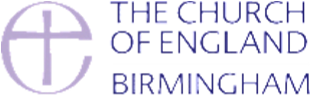 THE CHURCH
OF ENGLAND
BIRMINGHAM